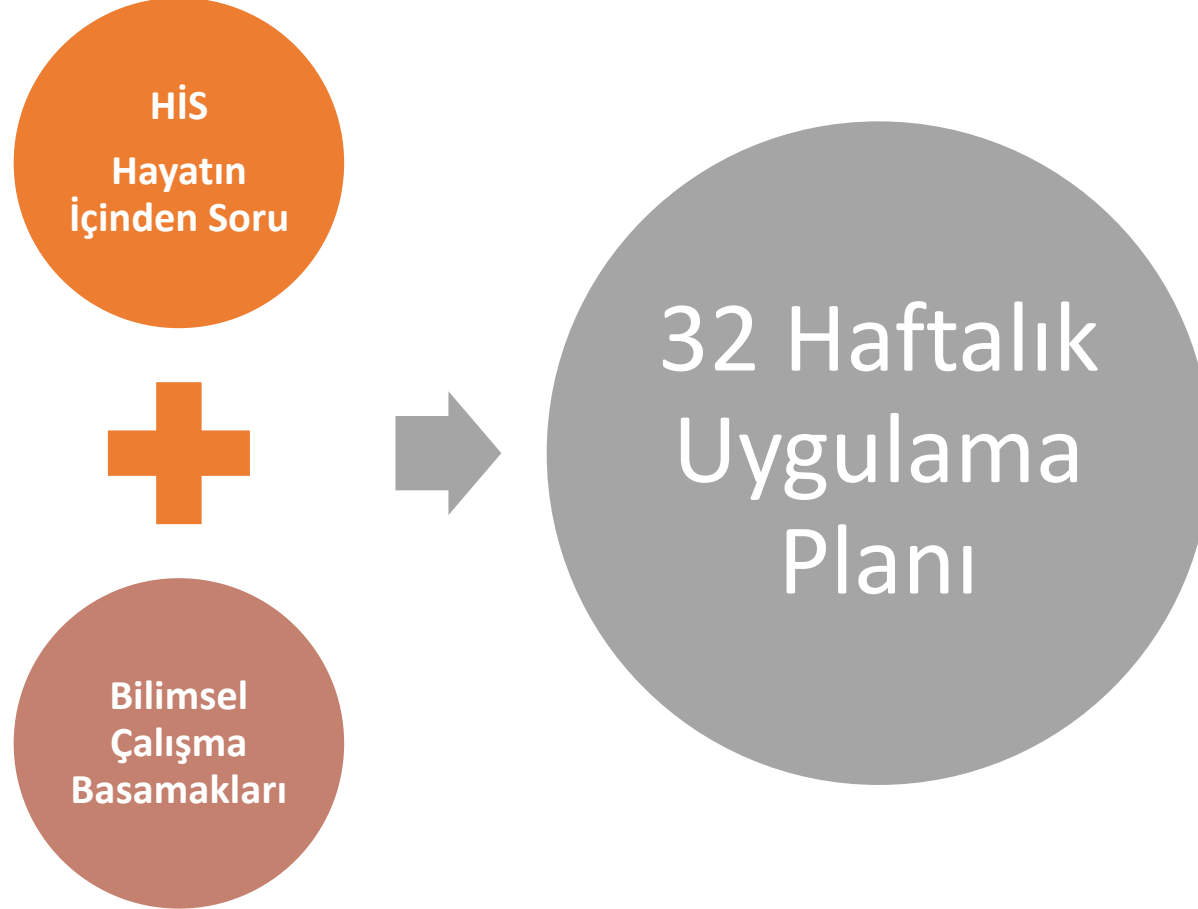 HİS
Hayatın
İçinden Soru
Bilimsel
Çalışma
Basamakları
32 Haftalık
Uygulama
Planı